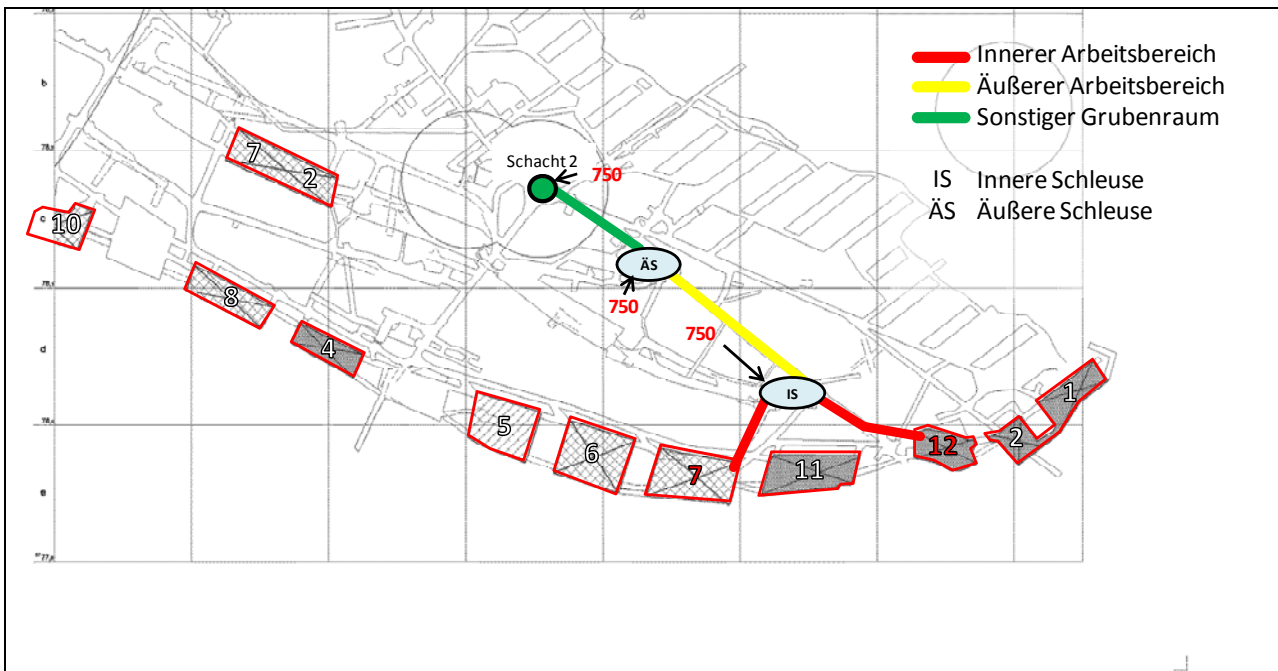 Innerer Arbeitsbereich
Äußerer Arbeitsbereich
Sonstiger Grubenraum
IS Innere Schleuse
ÄS Äußere Schleuse
b
7
2
Schacht 2
750
c
10
ÄS
8
750
750
d
4
IS
1
5
6
7
11
12
2
e